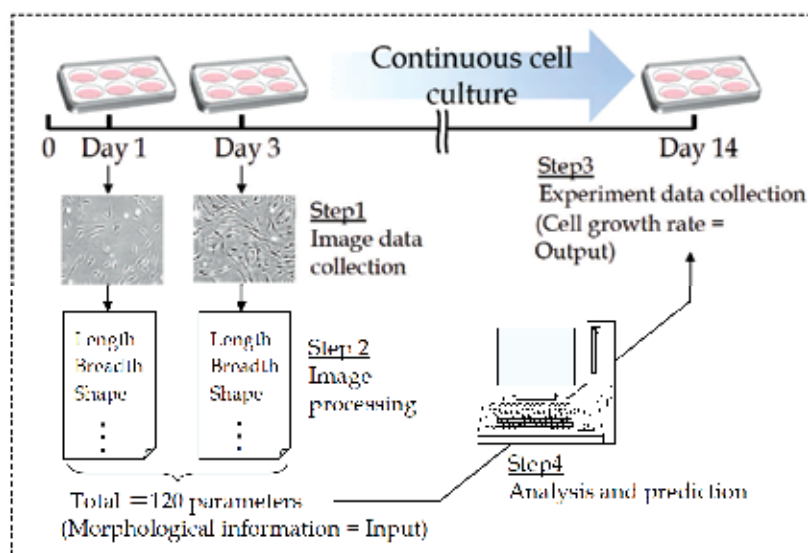 Continuous cell
culture
0 Day 1 Day 3 Day 14
Step1
Image data
collection
Step3
Experiment data collection
(Cell growth rate =
Output)
Length
Breadth
Shape
⋮
Length
Breadth
Shape
⋮
Step 2
Image
processing
Step4
Analysis and prediction
Total =120 parameters
(Morphological information = Input)